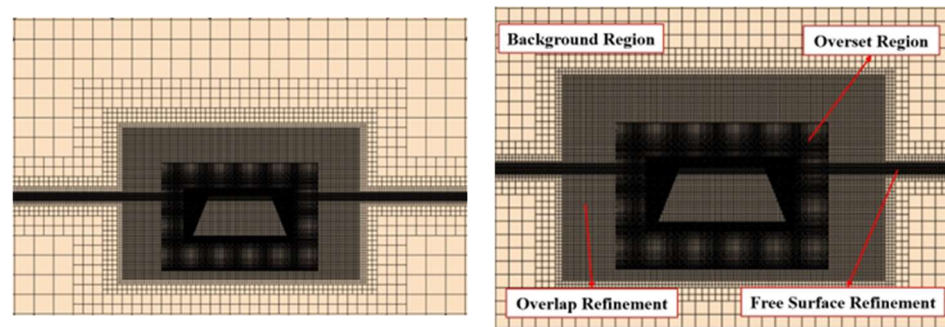 Background Region
Overset Region
Overlap Refinement
Free Surface Refinement